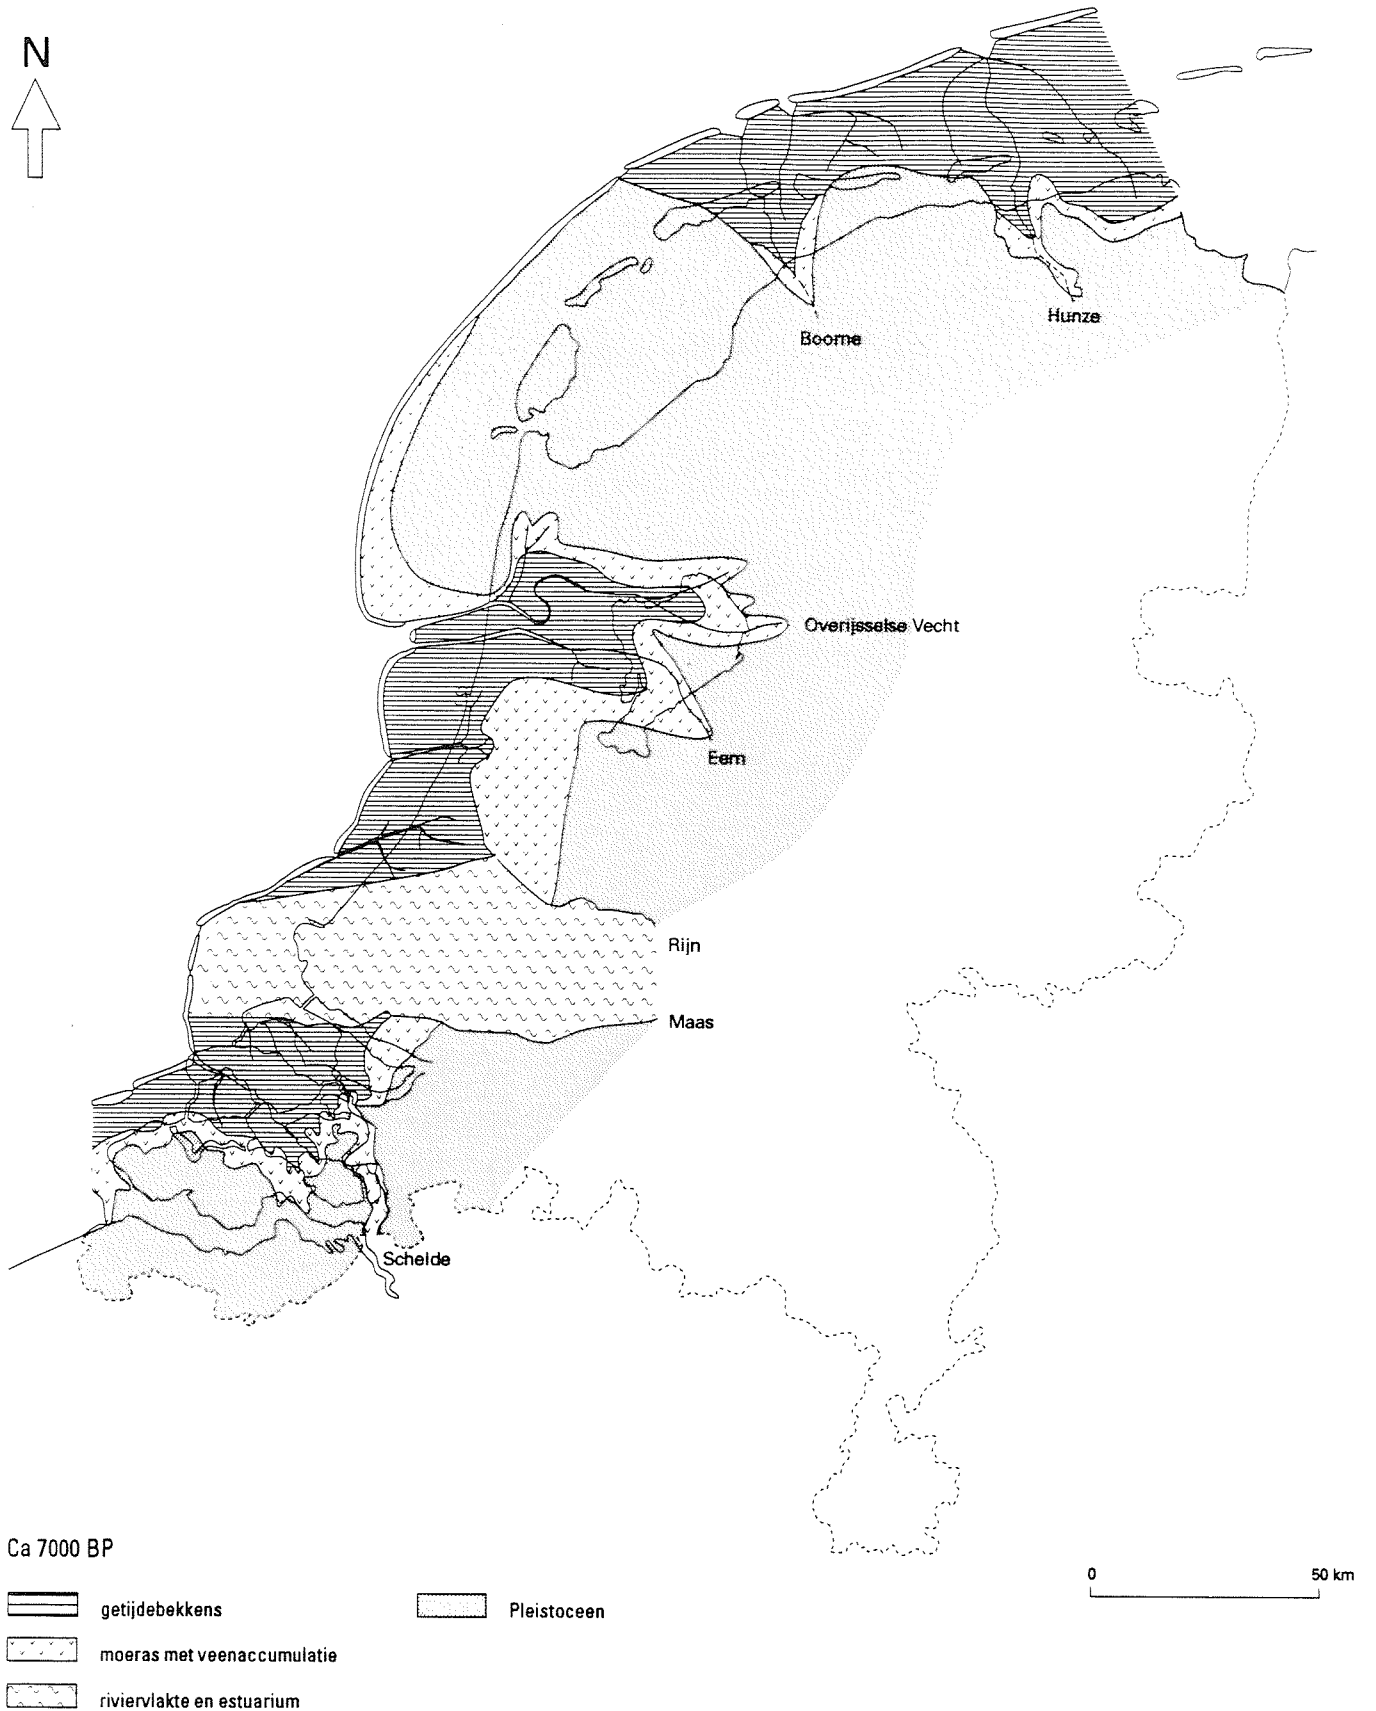 N
Boorne
Hunze
Overijsselse Vecht
Eem
Rijn
Maas
Schelde
Ca 7000 BP
0 50 km
getijdebekkens
Pleistoceen
moeras met veenaccumulatie
riviervlakte en estuarium